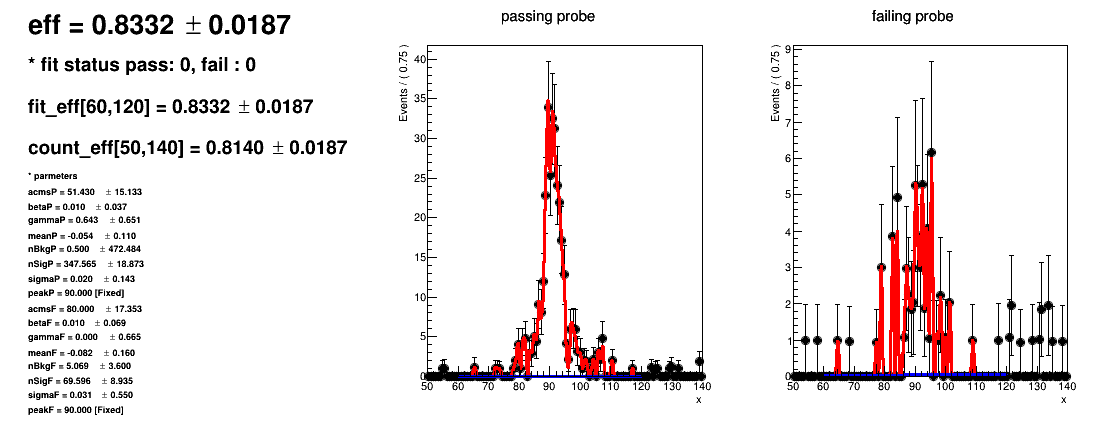 eff = 0.8332 ± 0.0187
* fit status pass: 0, fail : 0
fit_eff[60,120] = 0.8332 ± 0.0187
count_eff[50,140] = 0.8140 ± 0.0187
* parmeters
acmsP = 51.430 ± 15.133
betaP = 0.010 ± 0.037
gammaP = 0.643 ± 0.651
meanP = -0.054 ± 0.110
nBkgP = 0.500 ± 472.484
nSigP = 347.565 ± 18.873
sigmaP = 0.020 ± 0.143
peakP = 90.000 [Fixed]
acmsF = 80.000 ± 17.353
betaF = 0.010 ± 0.069
gammaF = 0.000 ± 0.665
meanF = -0.082 ± 0.160
nBkgF = 5.069 ± 3.600
nSigF = 69.596 ± 8.935
sigmaF = 0.031 ± 0.550
peakF = 90.000 [Fixed]
passing probe
Events / ( 0.75 )
40
35
30
25
20
15
10
5
0
50 60 70 80 90 100 110 120 130 140
x
failing probe
Events / ( 0.75 )
9
8
7
6
5
4
3
2
1
0
50 60 70 80 90 100 110 120 130 140
x